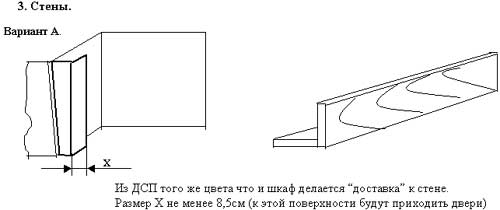 3. Стены.
Вариант А.
X
Из ДСП того же цвета что и шкаф делается “доставка” к стене.
Размер X не менее 8,5см (к этой поверхности будут приходить двери)